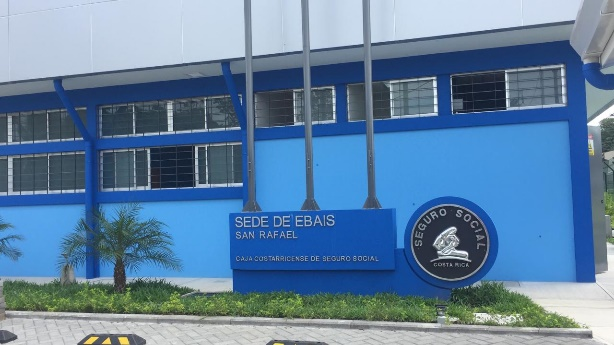 SEDE DE EBAIS
SAN RAFAEL
CAJA COSTARRICENSE DE SEGURO SOCIAL
SEGURO SOCIAL
COSTA RICA